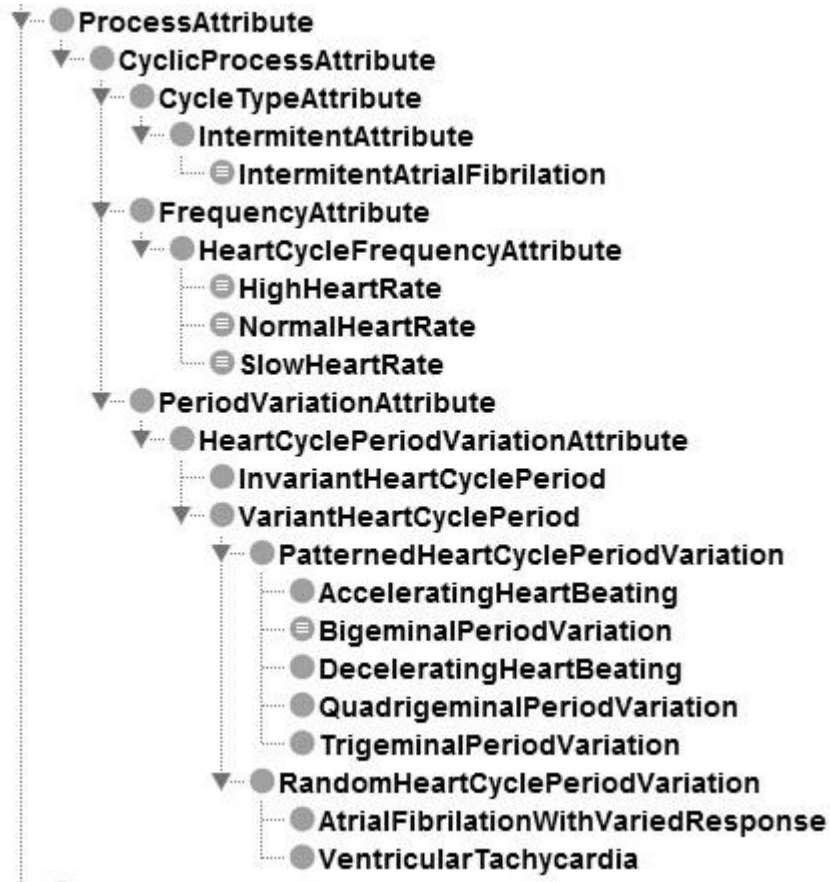 ProcessAttribute
CyclicProcessAttribute
CycleTypeAttribute
IntermitentAttribute
IntermitentAtrialFibrilation
FrequencyAttribute
HeartCycleFrequencyAttribute
HighHeartRate
NormalHeartRate
SlowHeartRate
PeriodVariationAttribute
HeartCyclePeriodVariationAttribute
InvariantHeartCyclePeriod
VariantHeartCyclePeriod
PatternedHeartCyclePeriodVariation
AcceleratingHeartBeating
BigeminalPeriodVariation
DeceleratingHeartBeating
QuadrigeminalPeriodVariation
TrigeminalPeriodVariation
RandomHeartCyclePeriodVariation
AtrialFibrilationWithVariedResponse
VentricularTachycardia